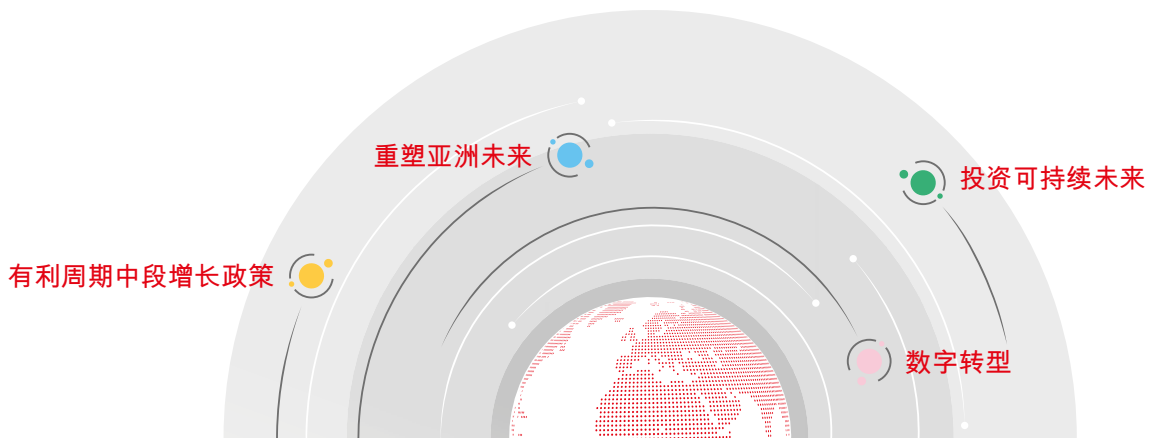 重塑亚洲未来
投资可持续未来
有利周期中段增长政策
数字转型